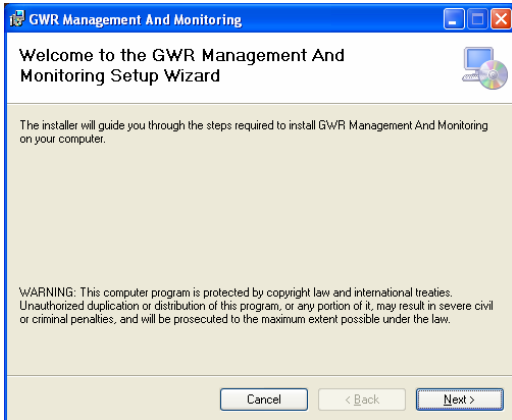 GWR Management And Monitoring
Welcome to the GWR Management And
Monitoring Setup Wizard
The installer will guide you through the steps required to install GWR Management And Monitoring
on your computer.
WARNING: This computer program is protected by copyright law and international treaties.
Unauthorized duplication or distribution of this program, or any portion of it, may result in severe civil
or criminal penalties, and will be prosecuted to the maximum extent possible under the law.
Cancel < Back Next >